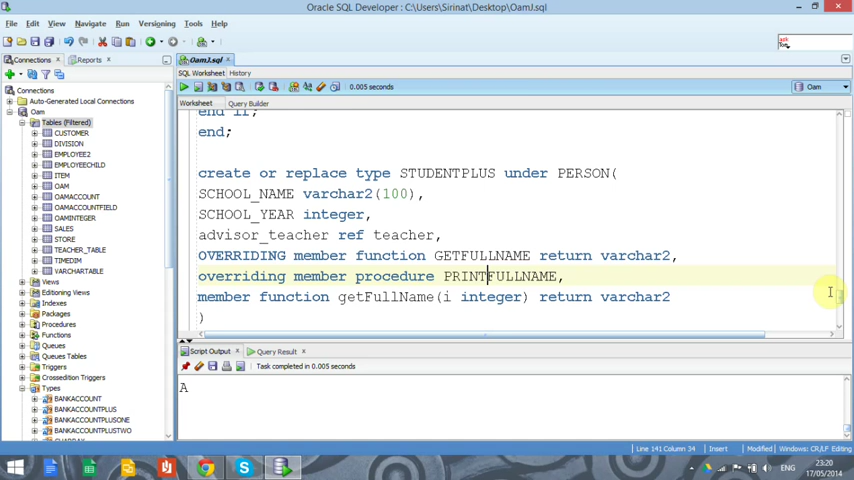 Oracle SQL Developer : C:\Users\Sirinat\Desktop\OamJ.sql
File Edit View Navigate Run Versioning Tools Help
Connections Reports OamJ.sql
SQL Worksheet History
0.005 seconds Oam
Worksheet Query Builder
Connections
Auto-Generated Local Connections
Oam
Tables (Filtered)
CUSTOMER
DIVISION
EMPLOYEE2
EMPLOYEECHILD
ITEM
OAM
OAMACCOUNT
OAMACCOUNTFIELD
OAMINTEGER
SALES
STORE
TEACHER_TABLE
TIMEDIM
VARCHARTABLE
Views
Editioning Views
Indexes
Packages
Procedures
Functions
Queues
Queues Tables
Triggers
Crossedition Triggers
Types
BANKACCOUNT
BANKACCOUNTPLUS
BANKACCOUNTPLUSONE
BANKACCOUNTPLUSTWO
end if;
end;
create or replace type STUDENTPLUS under PERSON(
SCHOOL_NAME varchar2(100),
SCHOOL_YEAR integer,
advisor_teacher ref teacher,
OVERRIDING member function GETFULLNAME return varchar2,
overriding member procedure PRINTFULLNAME,
member function getFullName(i integer) return varchar2
)
Script Output Query Result
Task completed in 0.005 seconds
A
Line 141 Column 34 Insert Modified Windows: CR/LF Editing
ENG
23:20
17/05/2014